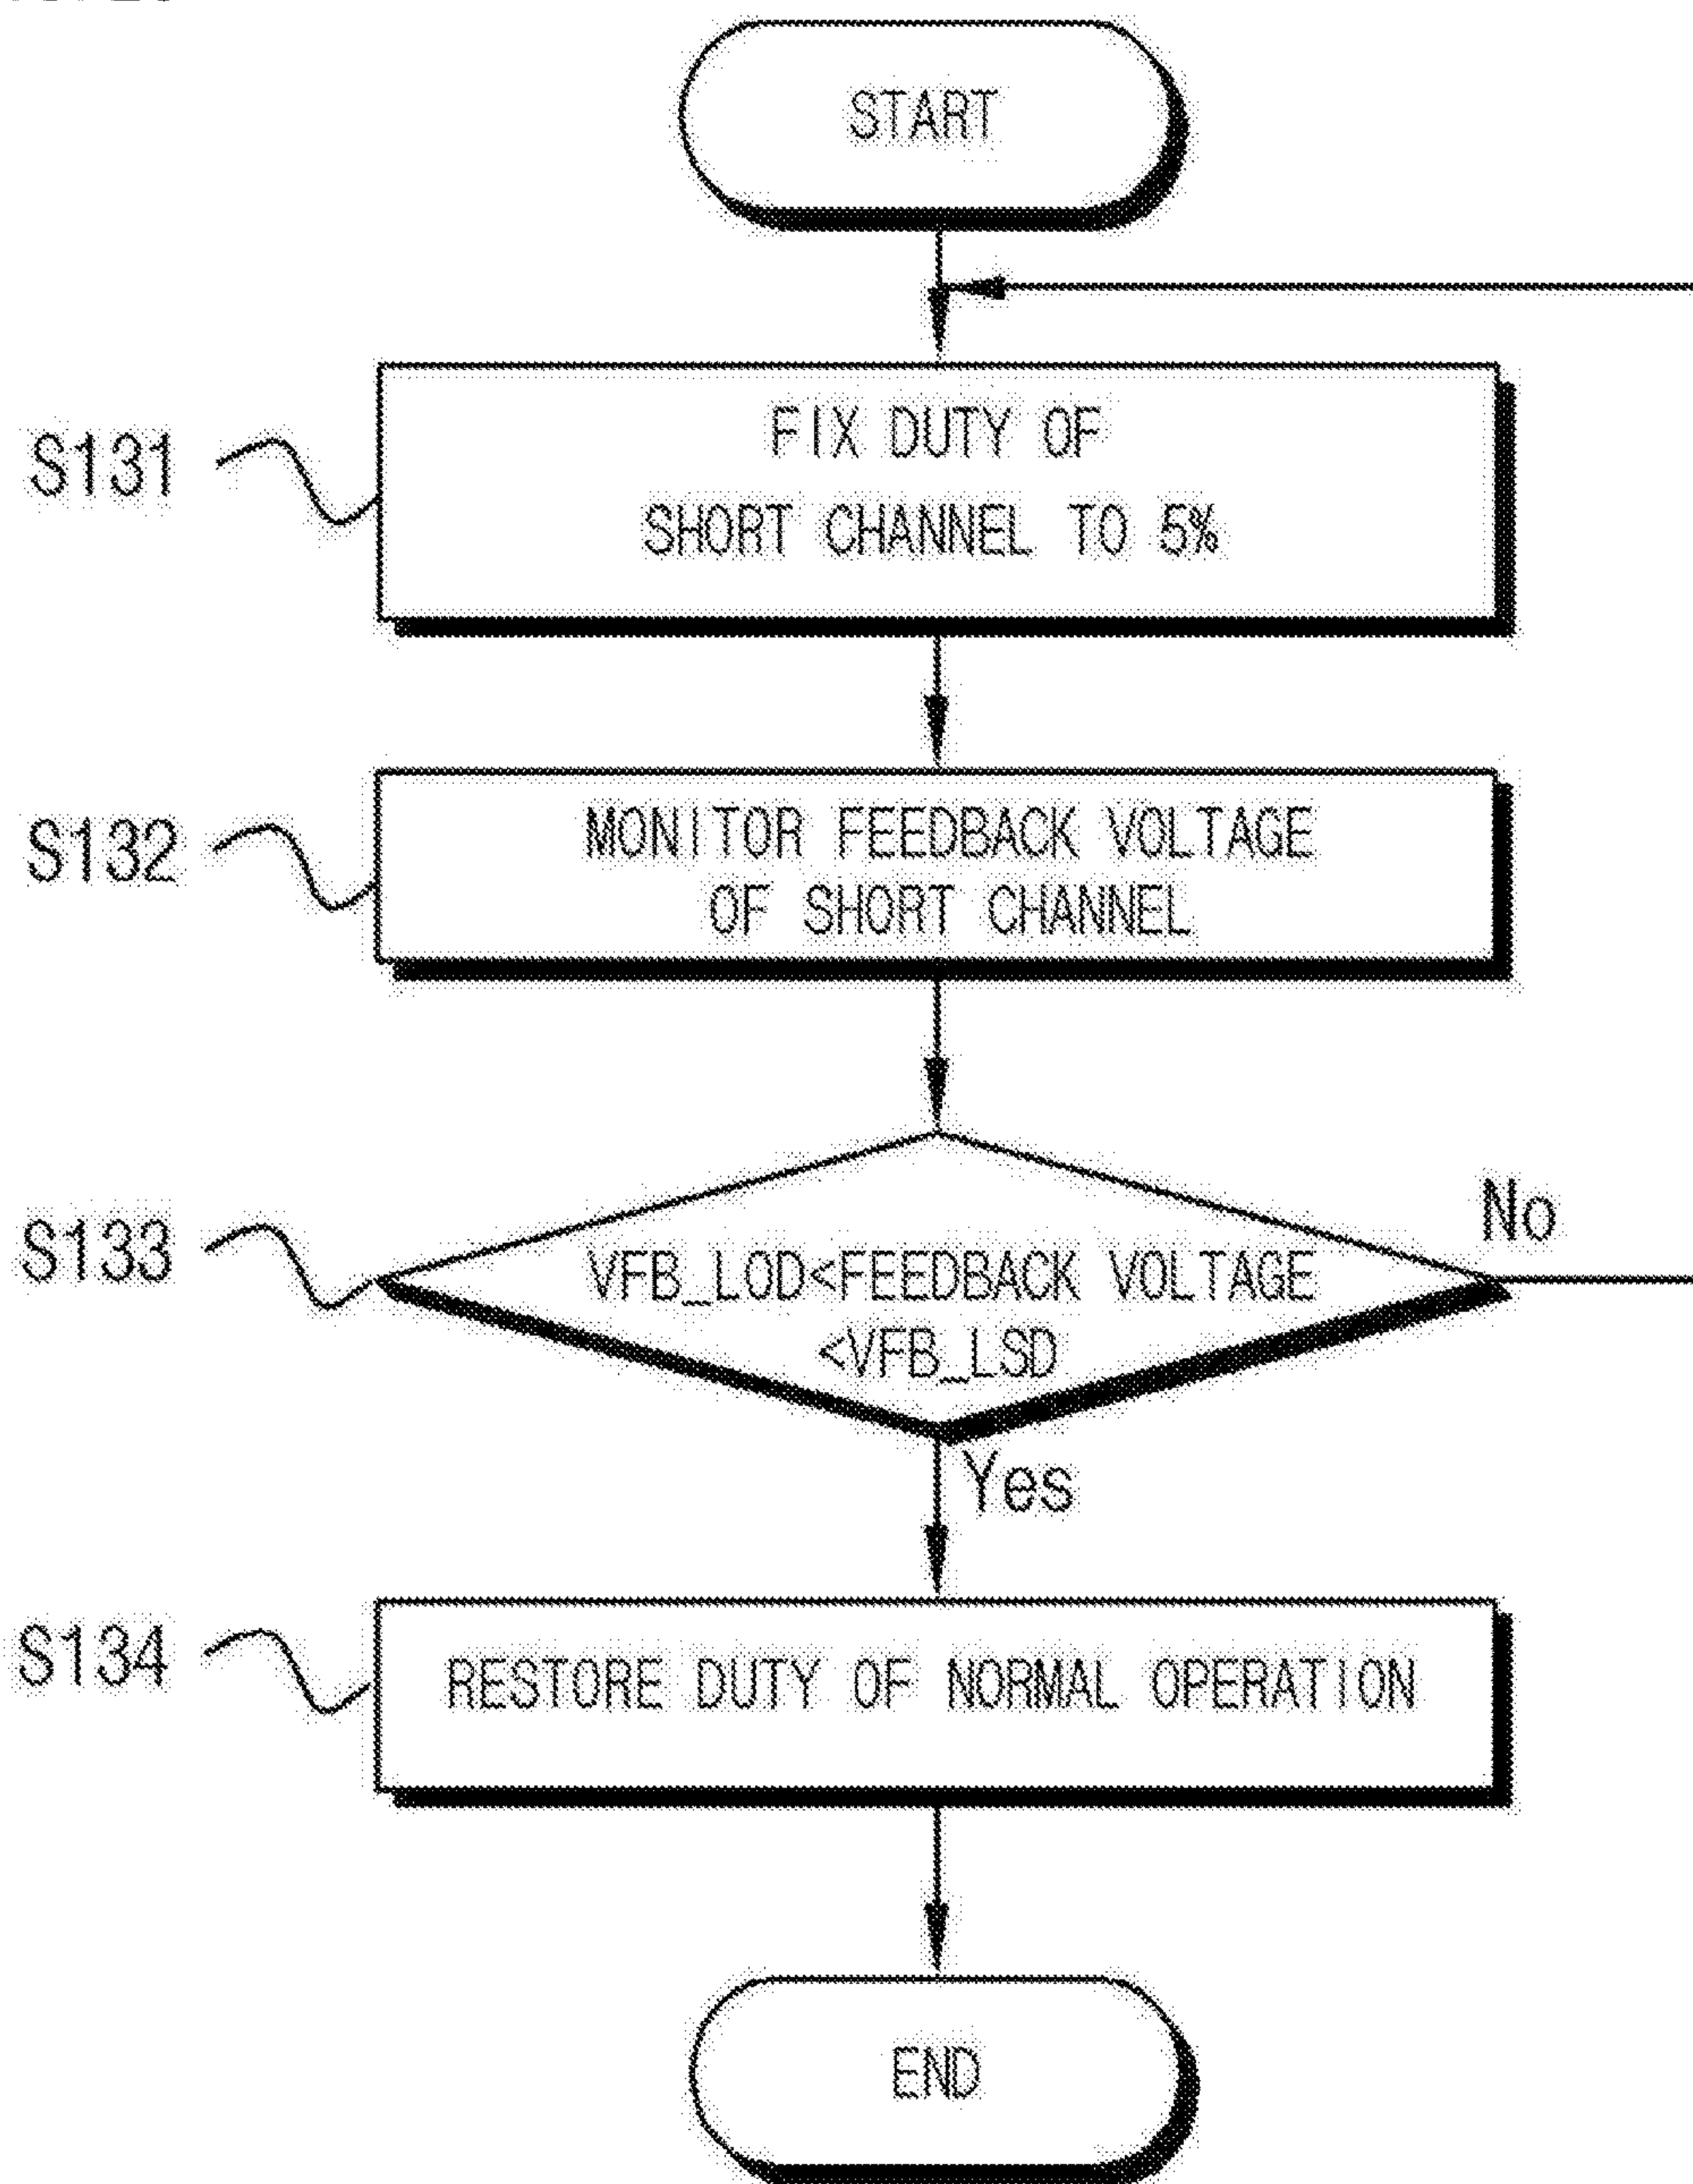 START
S131
FIX DUTY OF
SHORT CHANNEL TO 5%
S132
MONITOR FEEDBACK VOLTAGE
OF SHORT CHANNEL
S133
VFB_LOD<FEEDBACK VOLTAGE
<VFB_LSD
No
Yes
S134
RESTORE DUTY OF NORMAL OPERATION
END